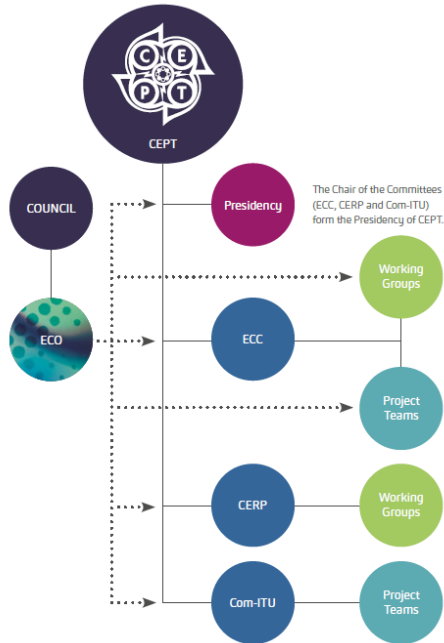 C E
P T
CEPT
COUNCIL
Presidency
The Chair of the Committees
(ECC, CERP and Com-ITU)
form the Presidency of CEPT.
Working
Groups
ECO
ECC
Project
Teams
CERP
Working
Groups
Com-ITU
Project
Teams